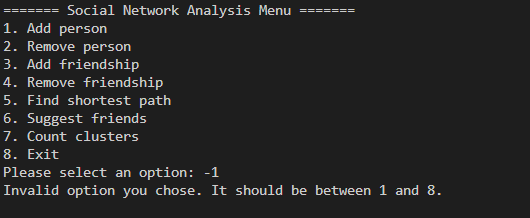 ======= Social Network Analysis Menu =======
1. Add person
2. Remove person
3. Add friendship
4. Remove friendship
5. Find shortest path
6. Suggest friends
7. Count clusters
8. Exit
Please select an option: -1
Invalid option you chose. It should be between 1 and 8.